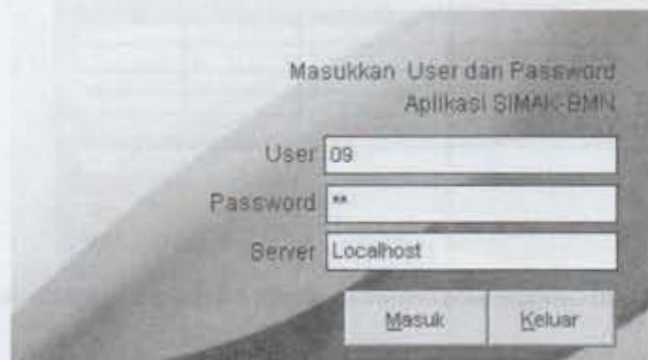 Masukkan User dan Password
Aplikasi SIMAK-BMN
User 09
Password **
Server Localhost
Masuk Keluar